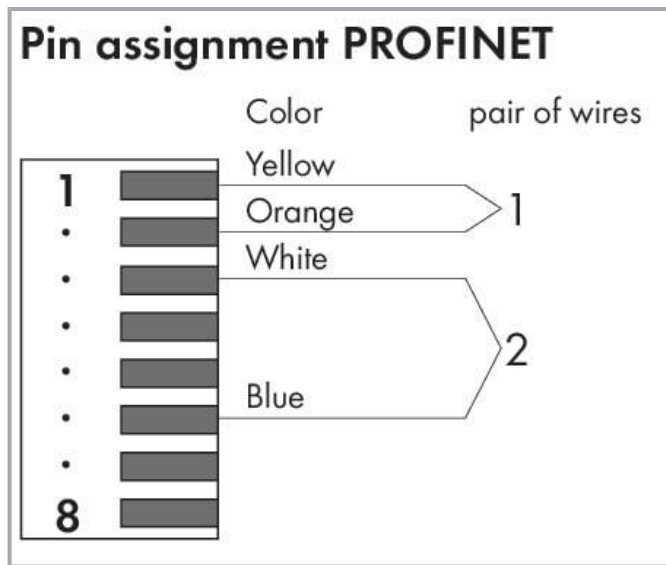 Pin assignment PROFINET
Color pair of wires
Yellow
1
Orange
1
White
2
Blue
8